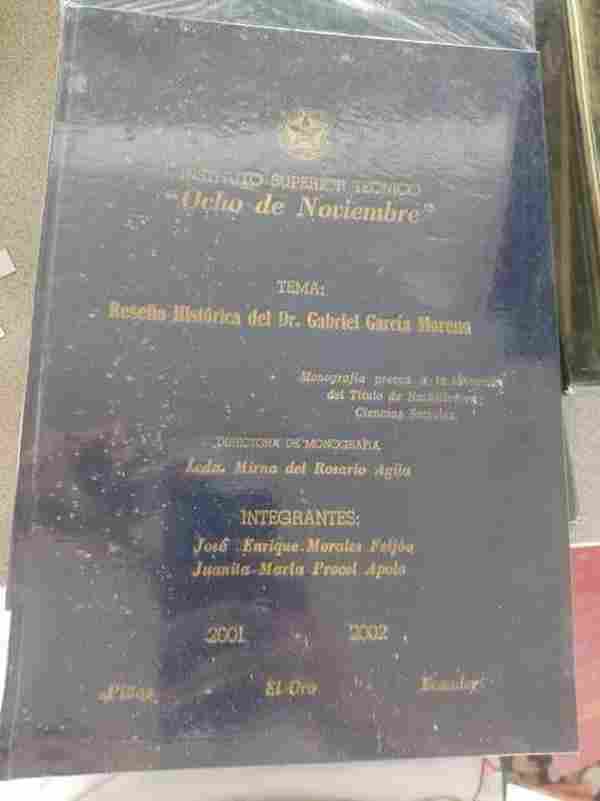 INSTITUTO SUPERIOR TECNICO
"Ocho de Noviembre"
TEMA:
Reseña Histórica del Dr. Gabriel García Moreno
Monografía previa a la obtención
del Título de Bachiller en
Ciencias Sociales
DIRECTORA DE MONOGRAFIA
Lcda. Mirna del Rosario Agila
INTEGRANTES:
José Enrique Morales Feijóo
Juanita María Procel Apolo
2001 2002
Piñas El Oro Ecuador